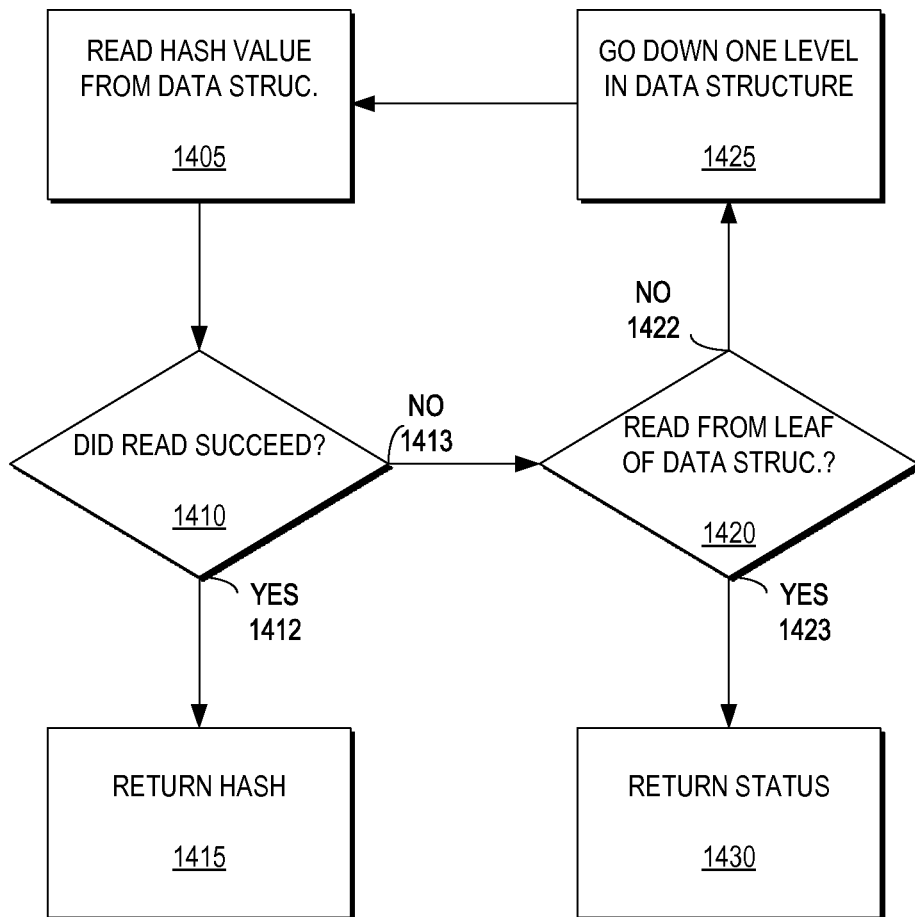 READ HASH VALUE
FROM DATA STRUC.
1405
GO DOWN ONE LEVEL
IN DATA STRUCTURE
1425
NO
1422
DID READ SUCCEED?
1410
NO
1413
READ FROM LEAF
OF DATA STRUC.?
1420
YES
1412
YES
1423
RETURN HASH
1415
RETURN STATUS
1430